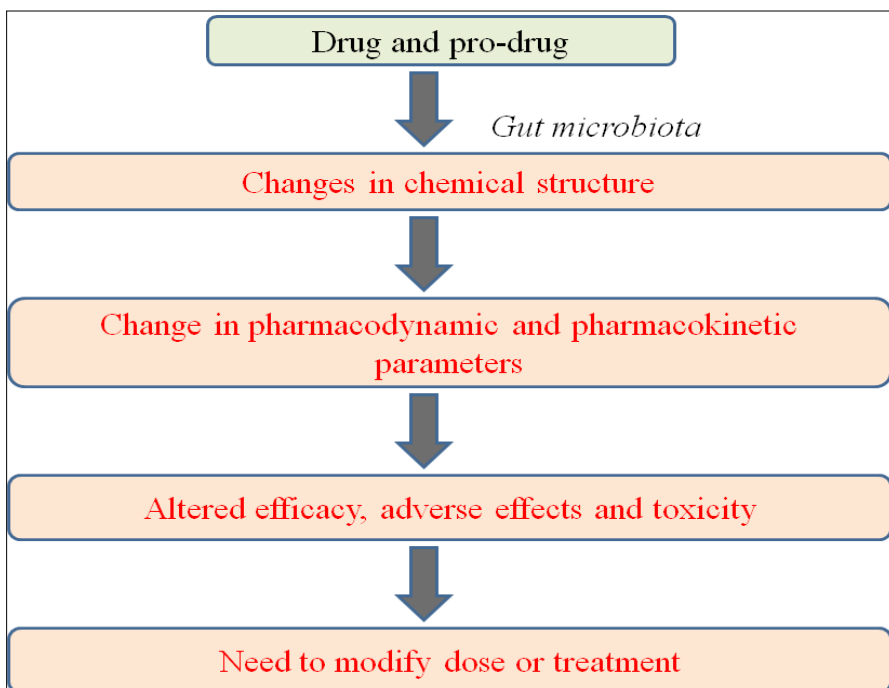 Drug and pro-drug
Gut microbiota
Changes in chemical structure
Change in pharmacodynamic and pharmacokinetic
parameters
Altered efficacy, adverse effects and toxicity
Need to modify dose or treatment